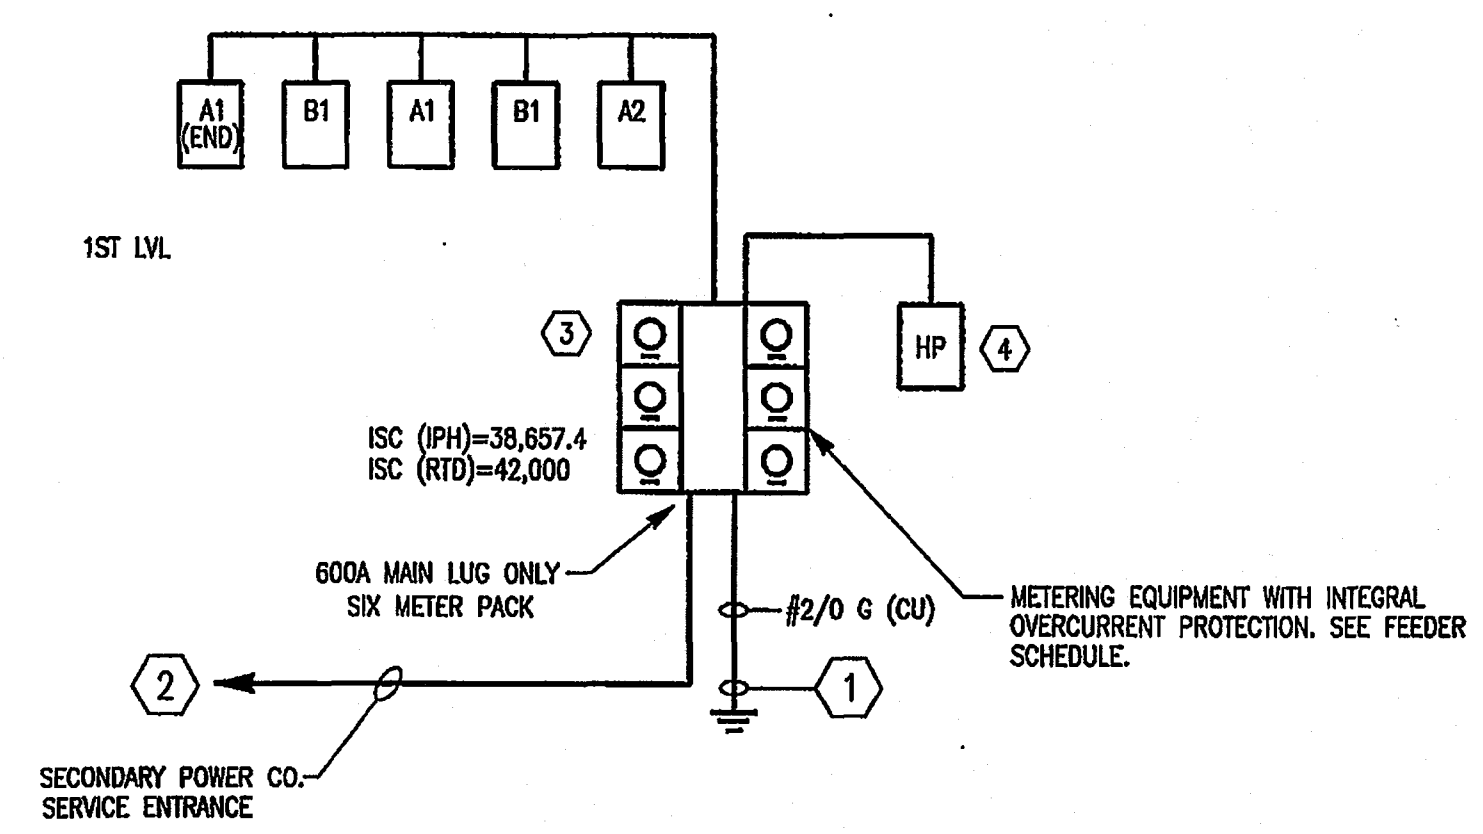 A1
(END)
B1
A1
B1
A2
1ST LVL
3
HP
4
ISC (IPH)=38,657.4
ISC (RTD)=42,000
600A MAIN LUG ONLY
SIX METER PACK
#2/0 G (CU)
METERING EQUIPMENT WITH INTEGRAL
OVERCURRENT PROTECTION. SEE FEEDER
SCHEDULE.
2
1
SECONDARY POWER CO.
SERVICE ENTRANCE